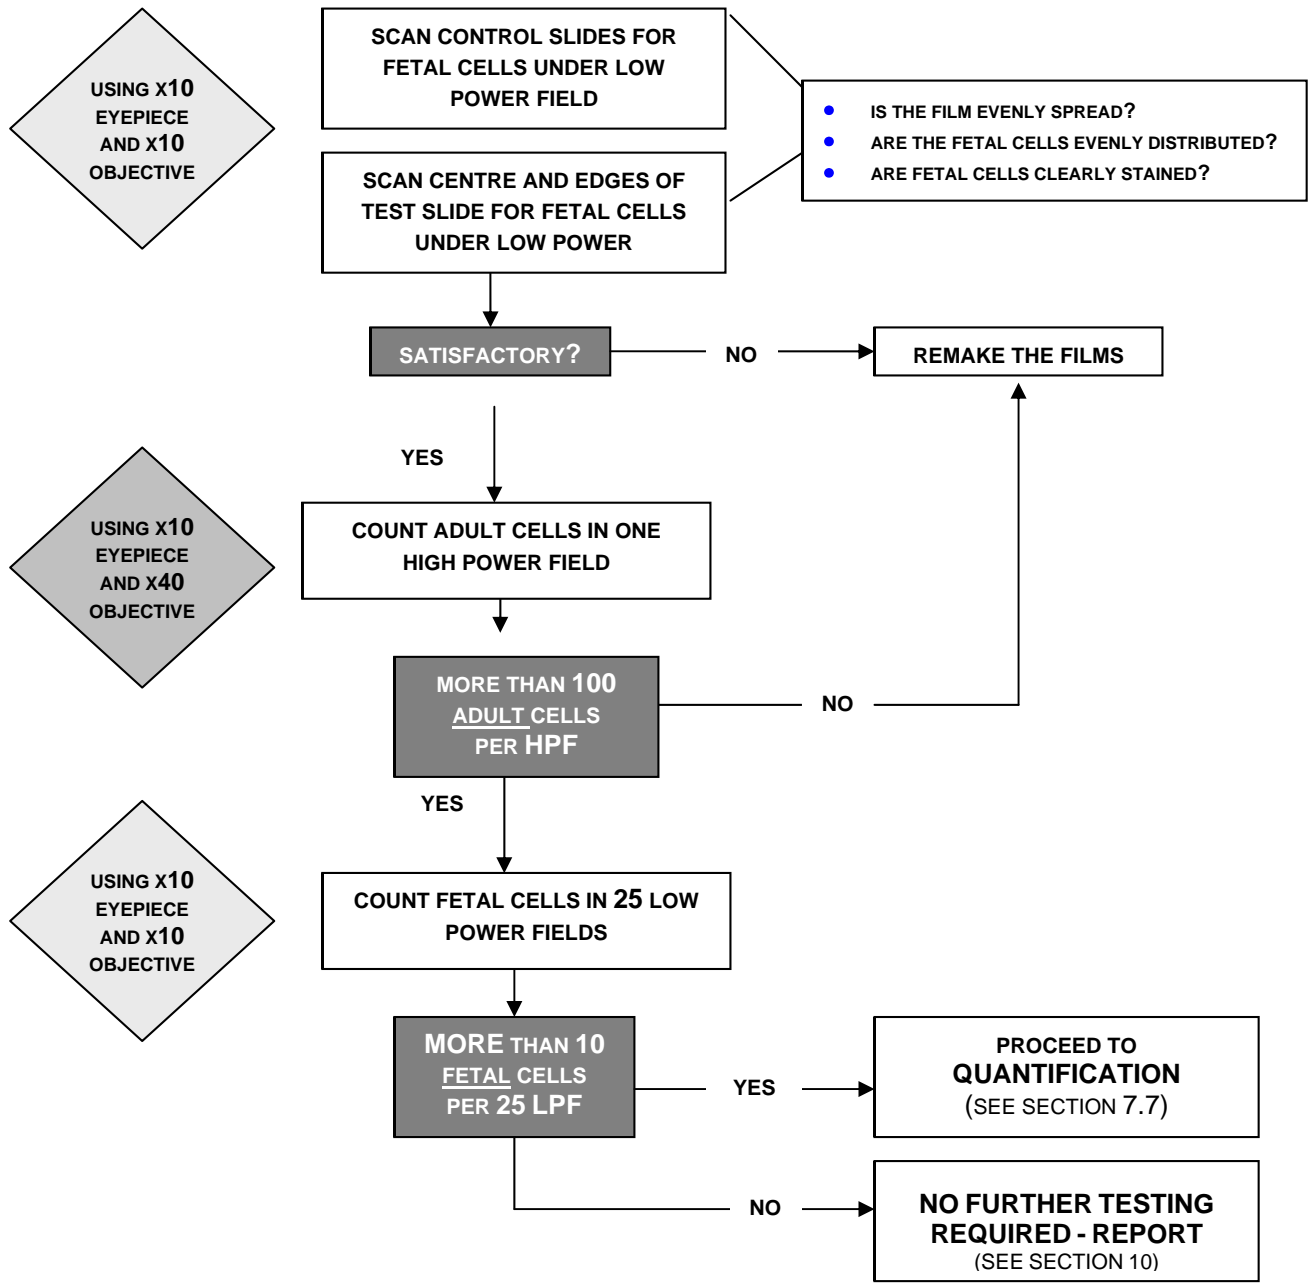 USING X10
EYEPIECE
AND X10
OBJECTIVE
SCAN CONTROL SLIDES FOR
FETAL CELLS UNDER LOW
POWER FIELD
• IS THE FILM EVENLY SPREAD?
• ARE THE FETAL CELLS EVENLY DISTRIBUTED?
• ARE FETAL CELLS CLEARLY STAINED?
SCAN CENTRE AND EDGES OF
TEST SLIDE FOR FETAL CELLS
UNDER LOW POWER
SATISFACTORY?
NO
REMAKE THE FILMS
YES
USING X10
EYEPIECE
AND X40
OBJECTIVE
COUNT ADULT CELLS IN ONE
HIGH POWER FIELD
MORE THAN 100
ADULT CELLS
PER HPF
NO
YES
USING X10
EYEPIECE
AND X10
OBJECTIVE
COUNT FETAL CELLS IN 25 LOW
POWER FIELDS
MORE THAN 10
FETAL CELLS
PER 25 LPF
YES
PROCEED TO
QUANTIFICATION
(SEE SECTION 7.7)
NO
NO FURTHER TESTING
REQUIRED - REPORT
(SEE SECTION 10)